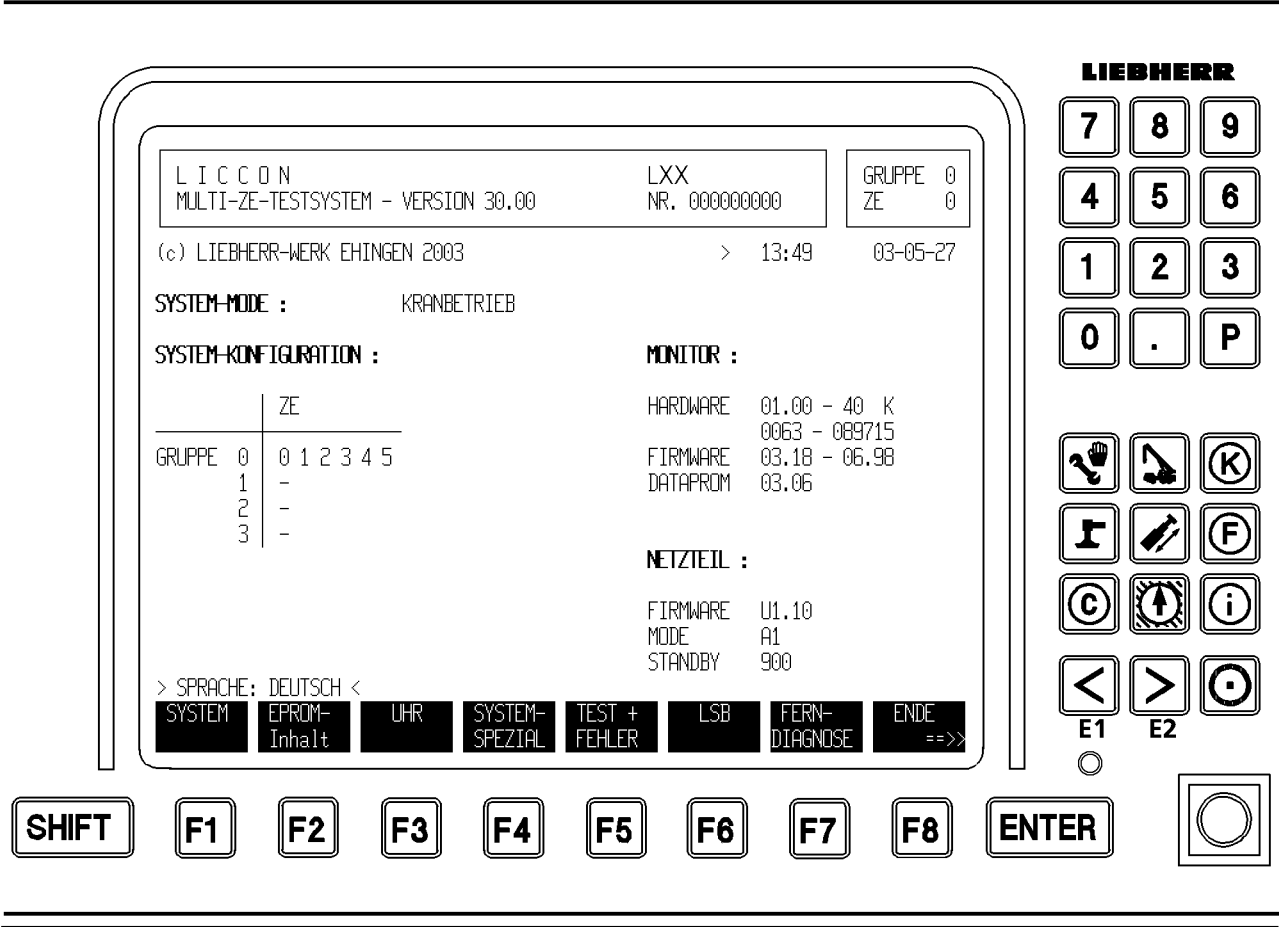 LIEBHERR
L I C C O N LXX GRUPPE 0
MULTI-ZE-TESTSYSTEM - VERSION 30.00 NR. 000000000 ZE 0
(c) LIEBHERR-WERK EHINGEN 2003 > 13:49 03-05-27
SYSTEM-MODE : KRANBETRIEB
SYSTEM-KONFIGURATION : MONITOR :
ZE HARDWARE 01.00 - 40 K
0063 - 089715
GRUPPE 0 0 1 2 3 4 5 FIRMWARE 03.18 - 06.98
1 - DATAPROM 03.06
2 -
3 -
NETZTEIL :
FIRMWARE U1.10
MODE A1
STANDBY 900
> SPRACHE: DEUTSCH <
SYSTEM EPROM- UHR SYSTEM- TEST + LSB FERN- ENDE
Inhalt SPEZIAL FEHLER DIAGNOSE ==>>
7 8 9
4 5 6
1 2 3
0 . P
K
F
C i
< > 
E1 E2
SHIFT F1 F2 F3 F4 F5 F6 F7 F8 ENTER